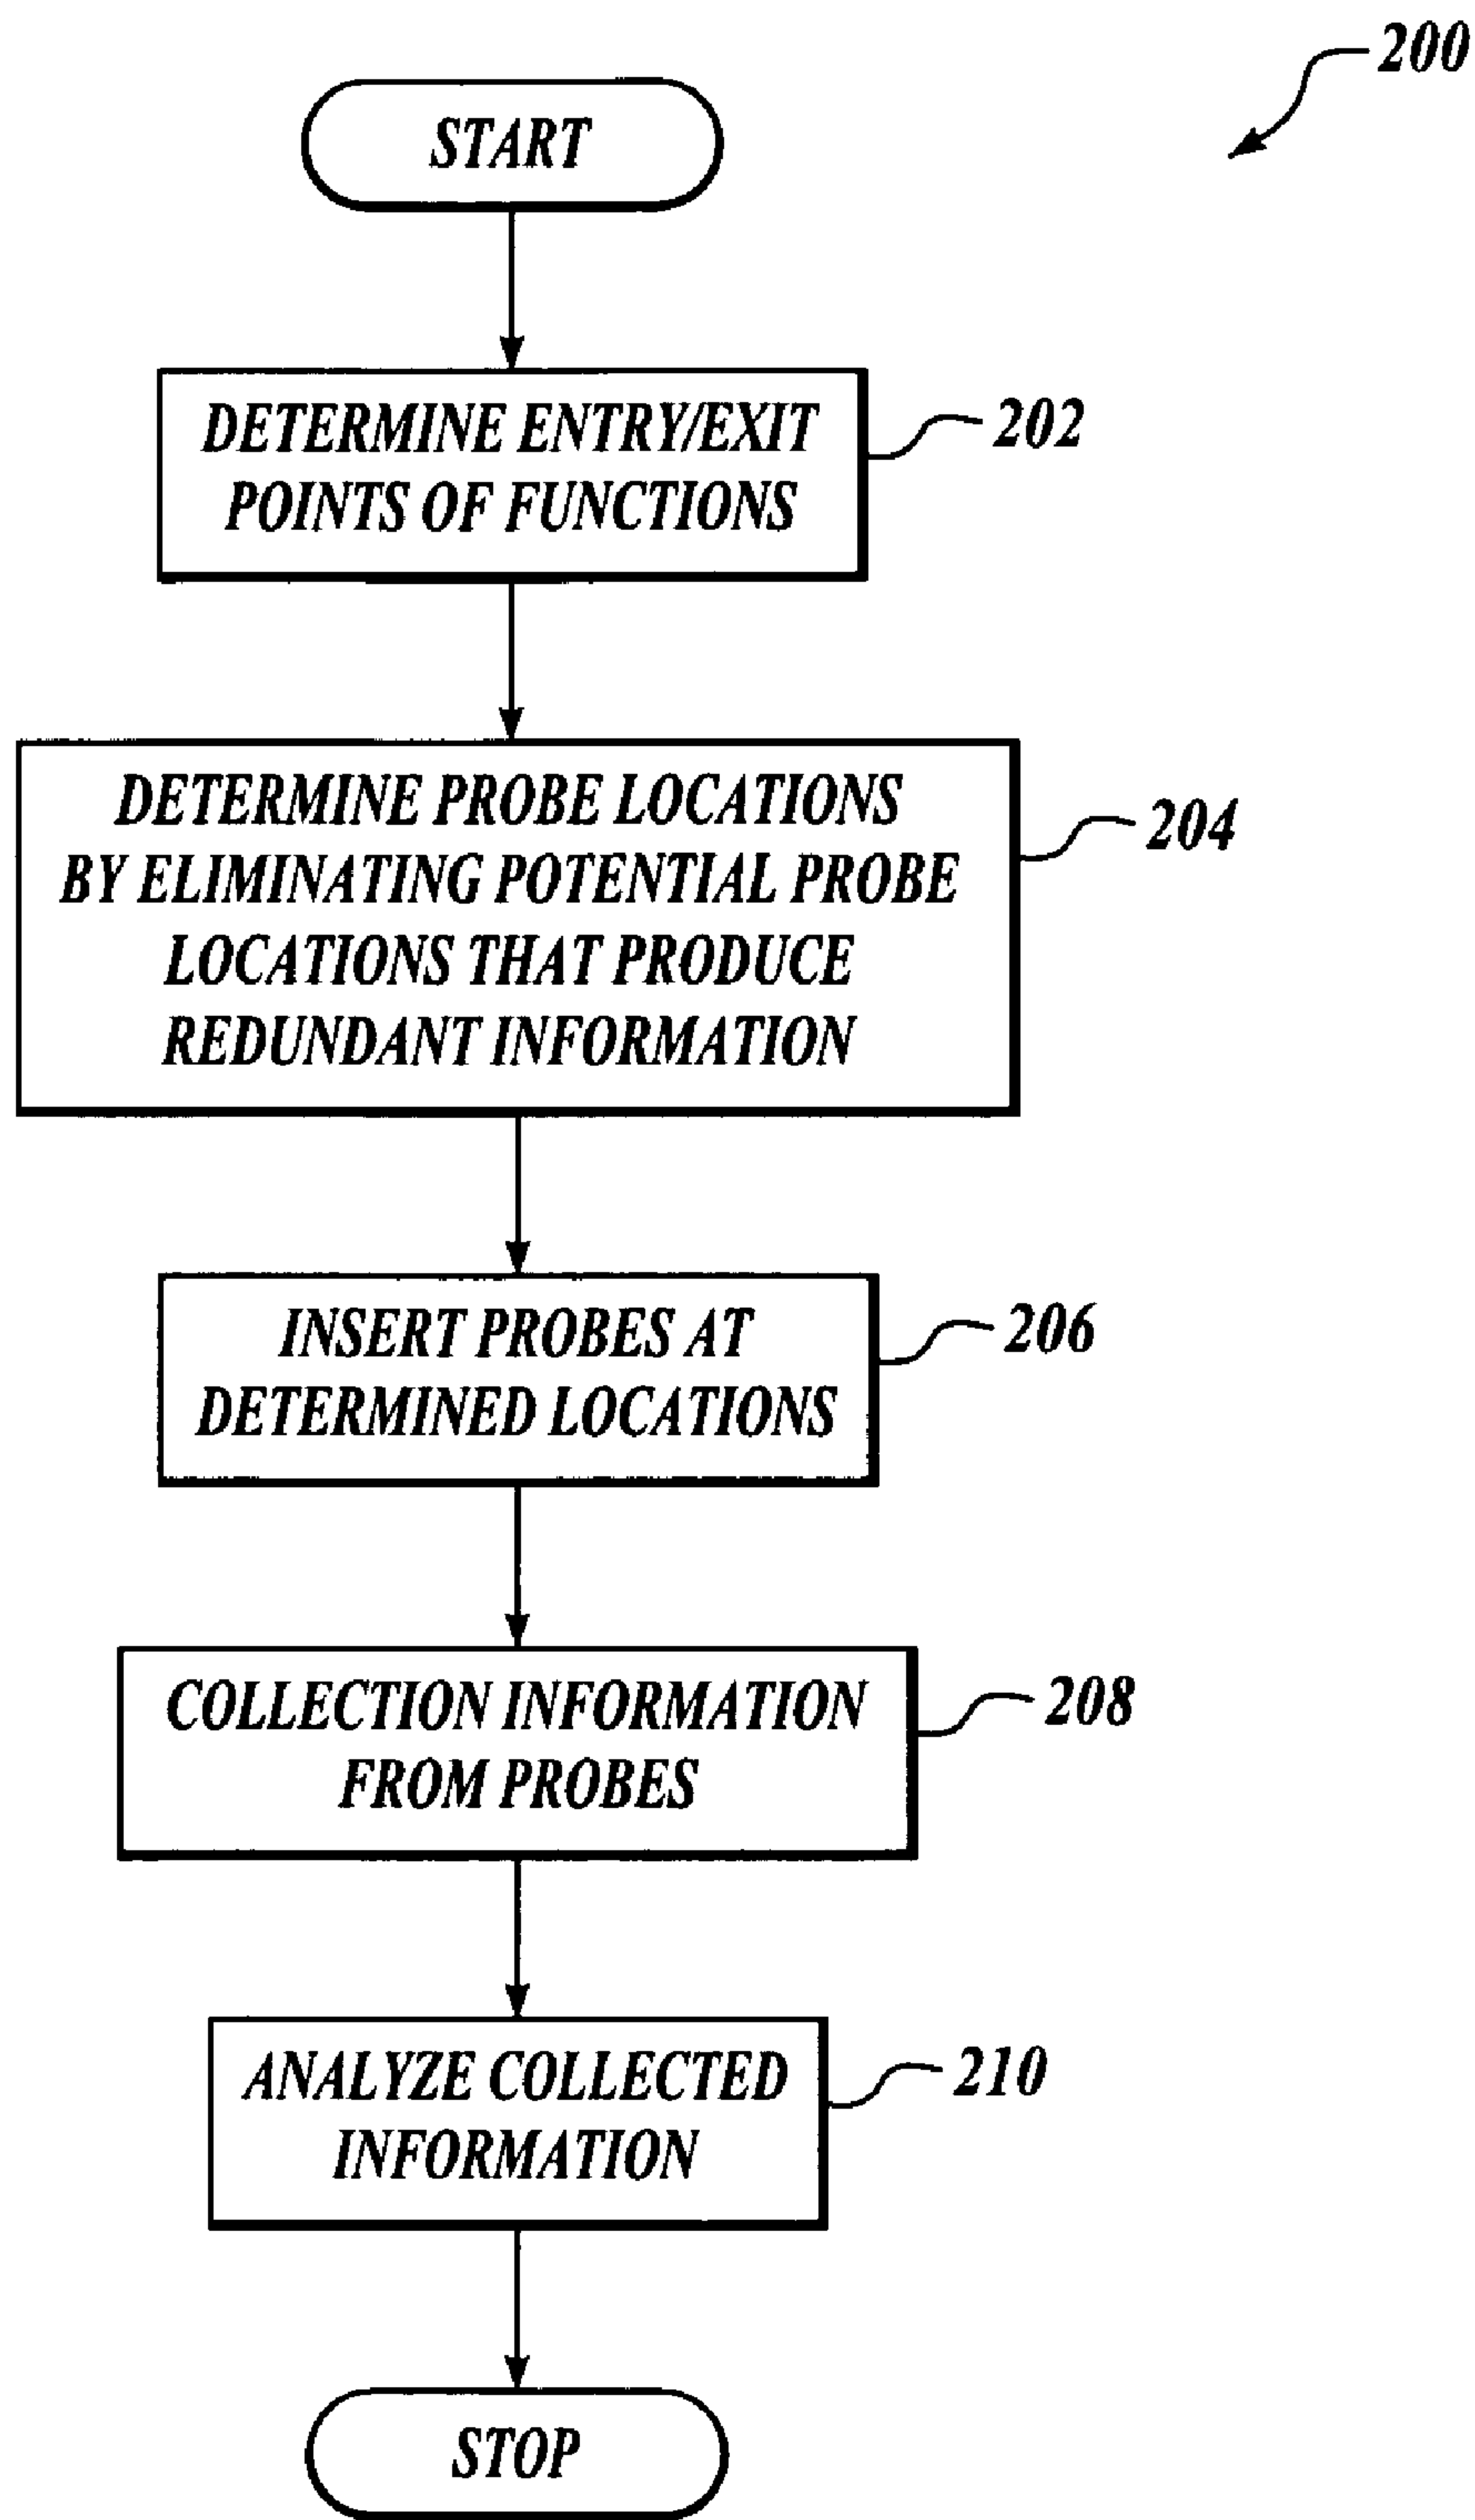 200
START
DETERMINE ENTRY/EXIT
POINTS OF FUNCTIONS
202
DETERMINE PROBE LOCATIONS
BY ELIMINATING POTENTIAL PROBE
LOCATIONS THAT PRODUCE
REDUNDANT INFORMATION
204
INSERT PROBES AT
DETERMINED LOCATIONS
206
COLLECTION INFORMATION
FROM PROBES
208
ANALYZE COLLECTED
INFORMATION
210
STOP